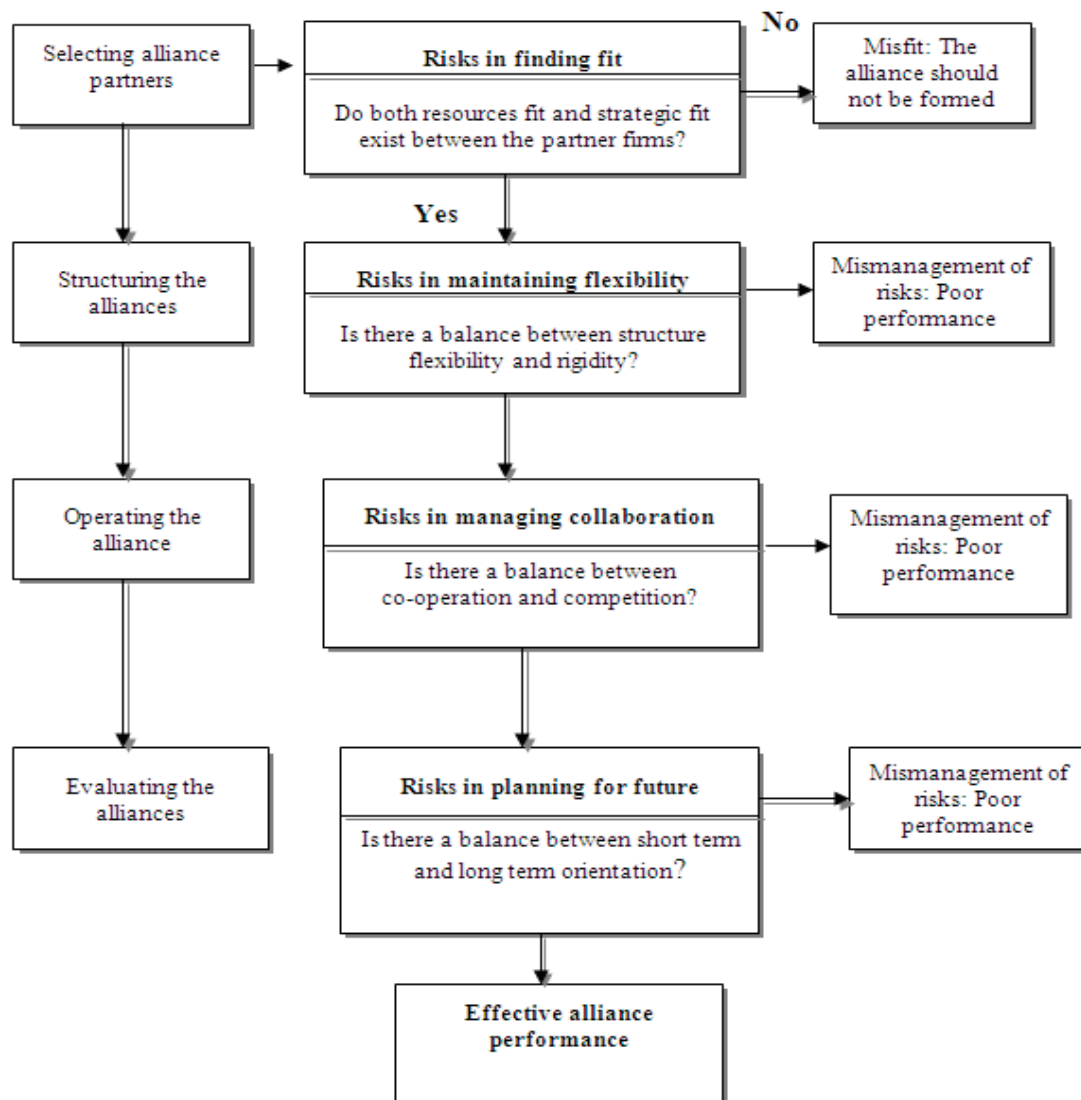 Selecting alliance
partners
Risks in finding fit
Do both resources fit and strategic fit
exist between the partner firms?
No
Misfit: The
alliance should
not be formed
Yes
Structuring the
alliances
Risks in maintaining flexibility
Is there a balance between structure
flexibility and rigidity?
Mismanagement of
risks: Poor
performance
Operating the
alliance
Risks in managing collaboration
Is there a balance between
co-operation and competition?
Mismanagement of
risks: Poor
performance
Evaluating the
alliances
Risks in planning for future
Is there a balance between short term
and long term orientation?
Mismanagement of
risks: Poor
performance
Effective alliance
performance